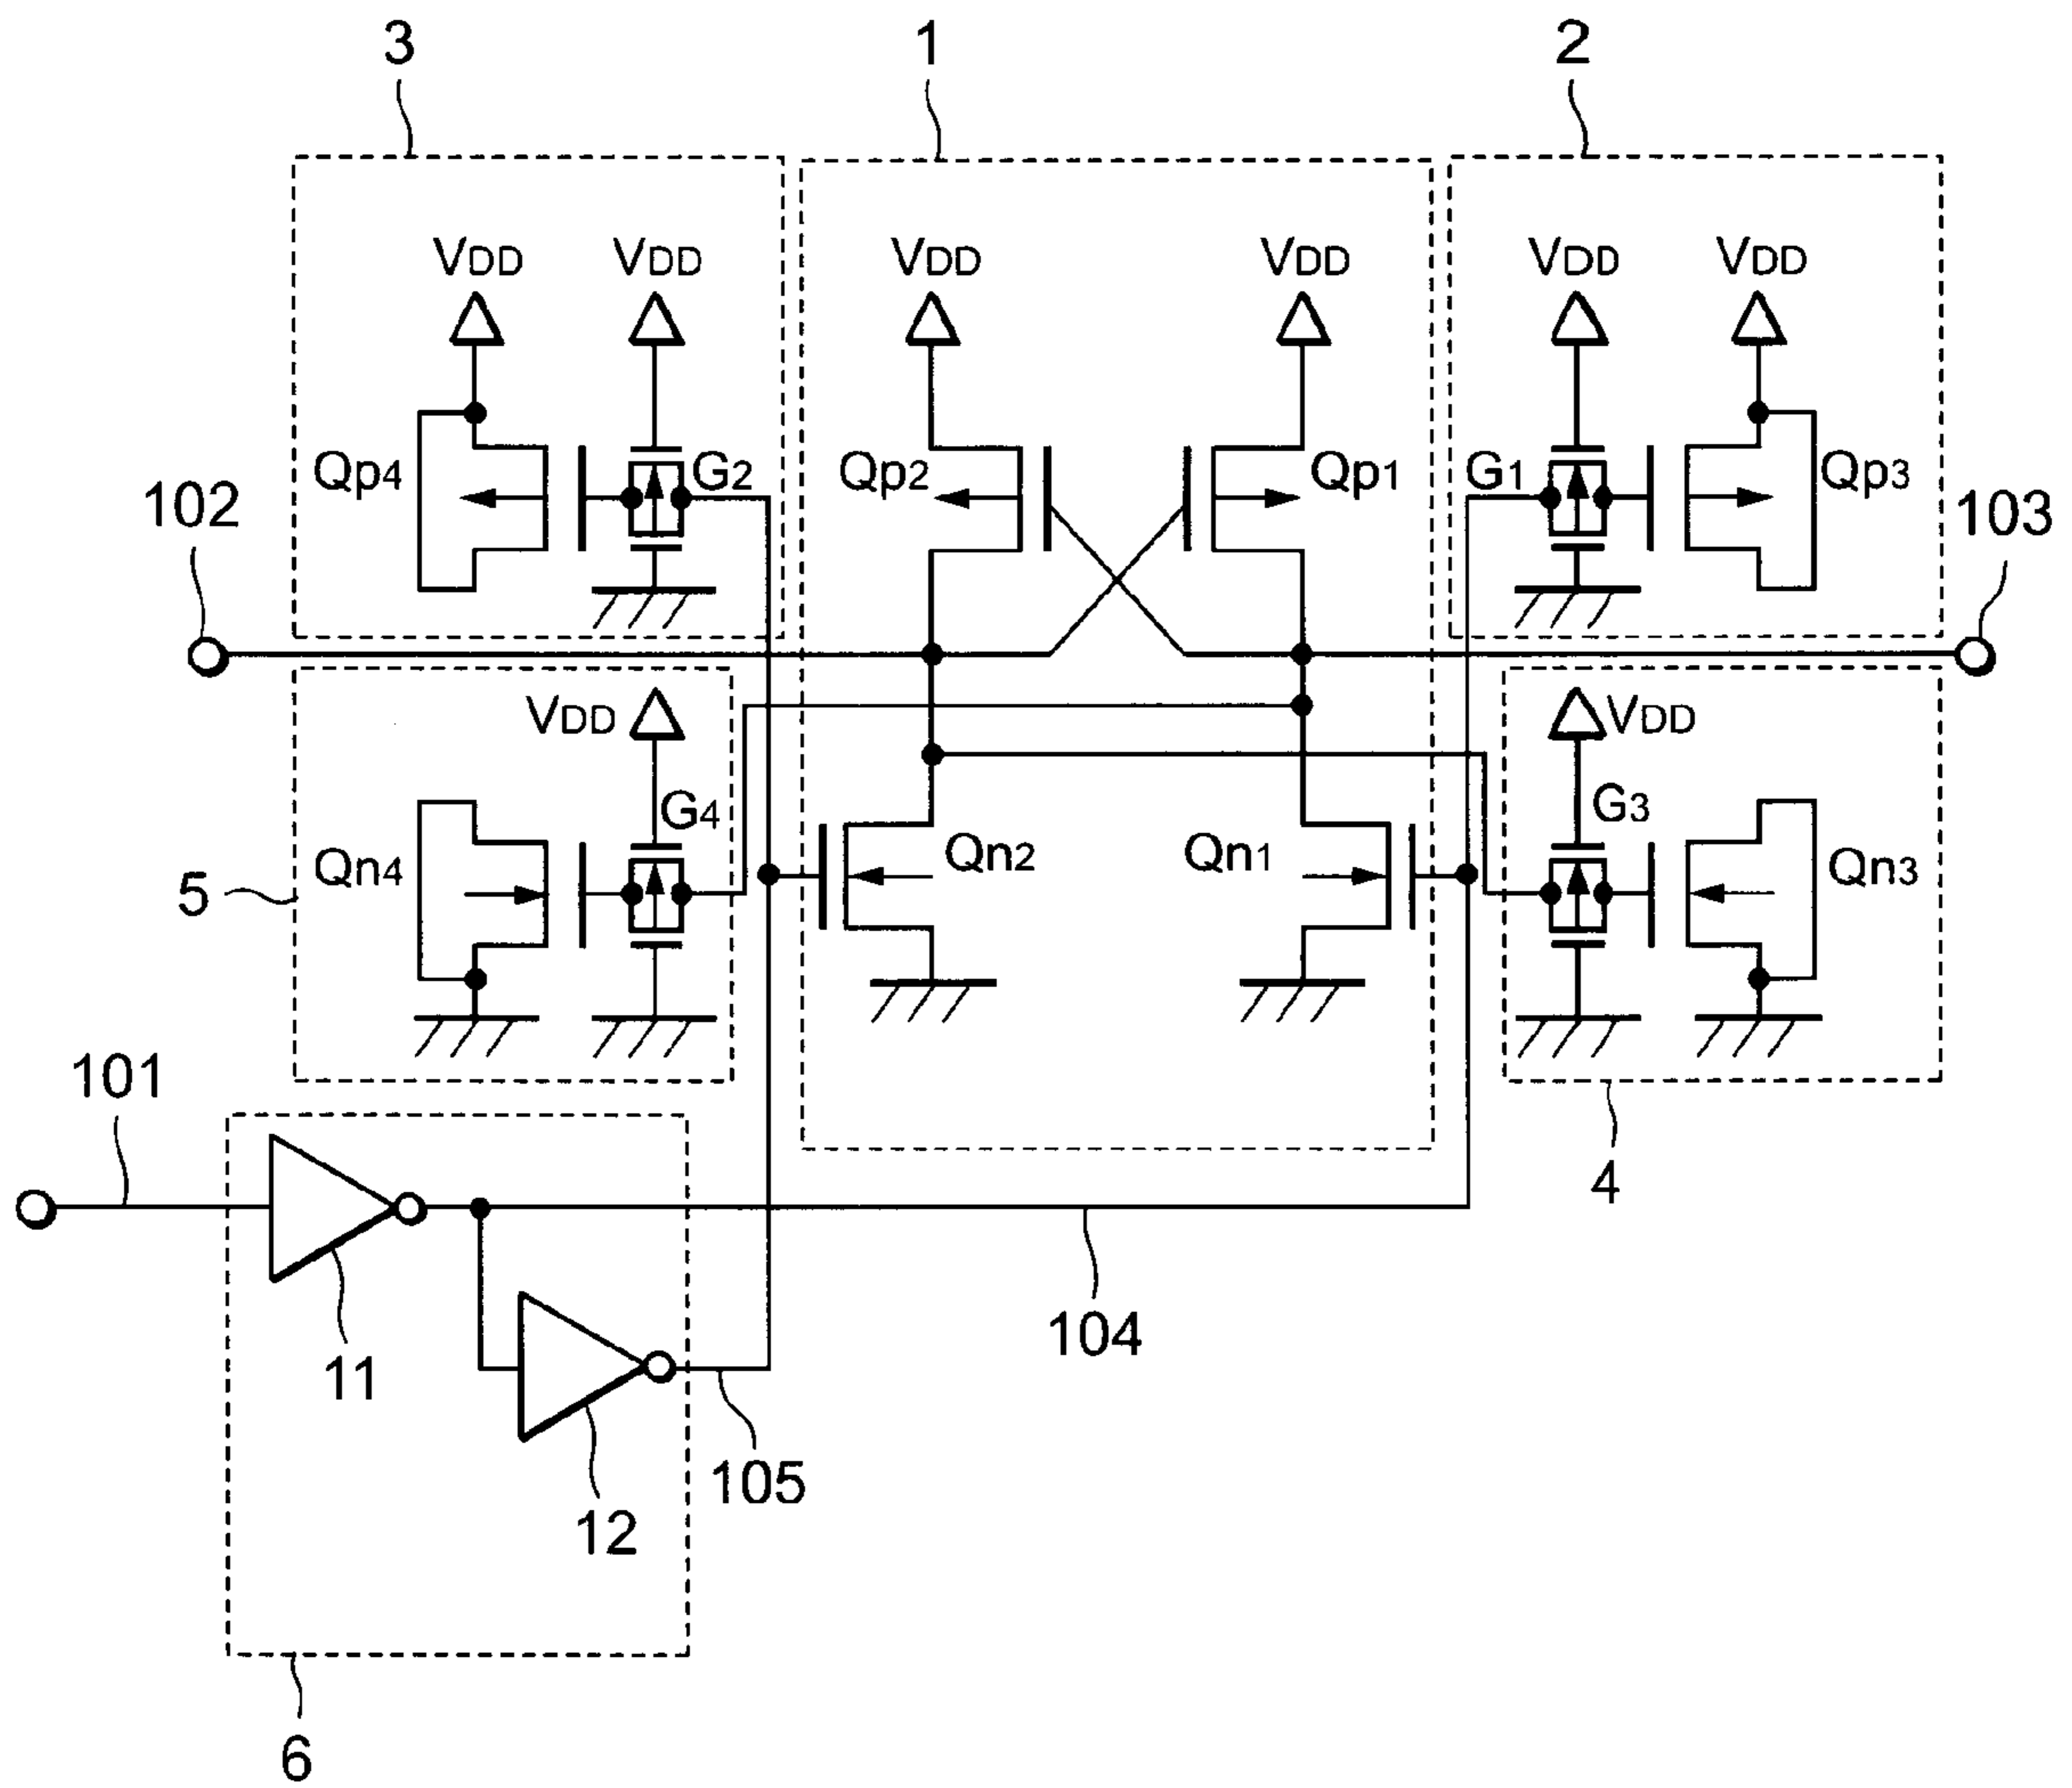 3 1 2
VDD VDD VDD VDD VDD VDD
Qp4 G2 Qp2 Qp1 G1 Qp3
102 103
VDD VDD
G4 G3
5 Qn4 Qn2 Qn1 Qn3
101
4
11 104
105
12
6